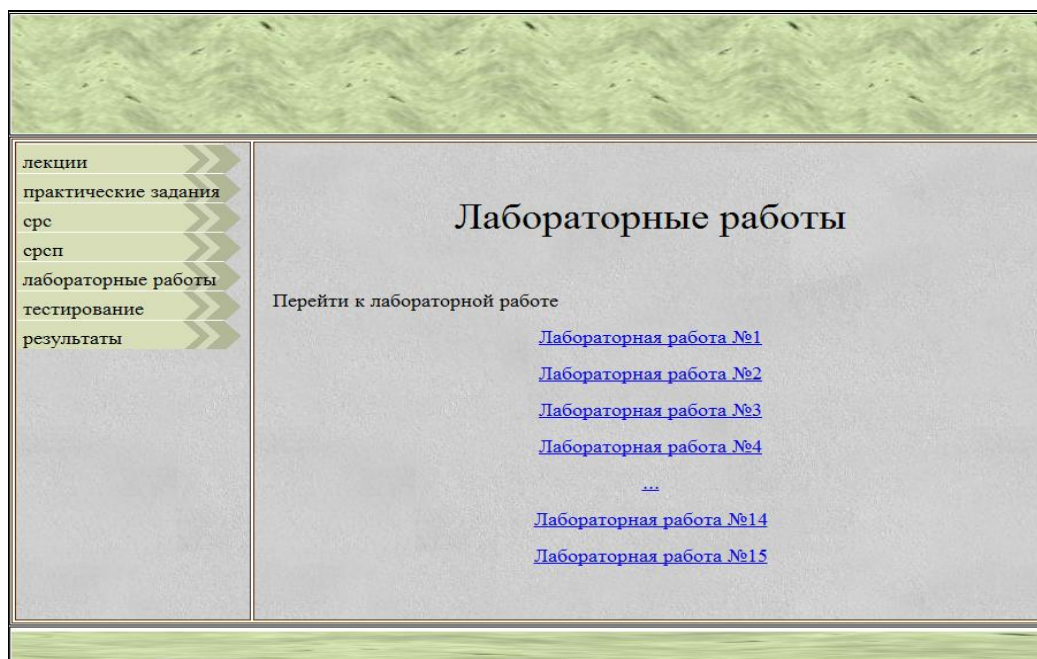 лекции
практические задания
срс
срсп
лабораторные работы
тестирование
результаты
Лабораторные работы
Перейти к лабораторной работе
Лабораторная работа №1
Лабораторная работа №2
Лабораторная работа №3
Лабораторная работа №4
...
Лабораторная работа №14
Лабораторная работа №15